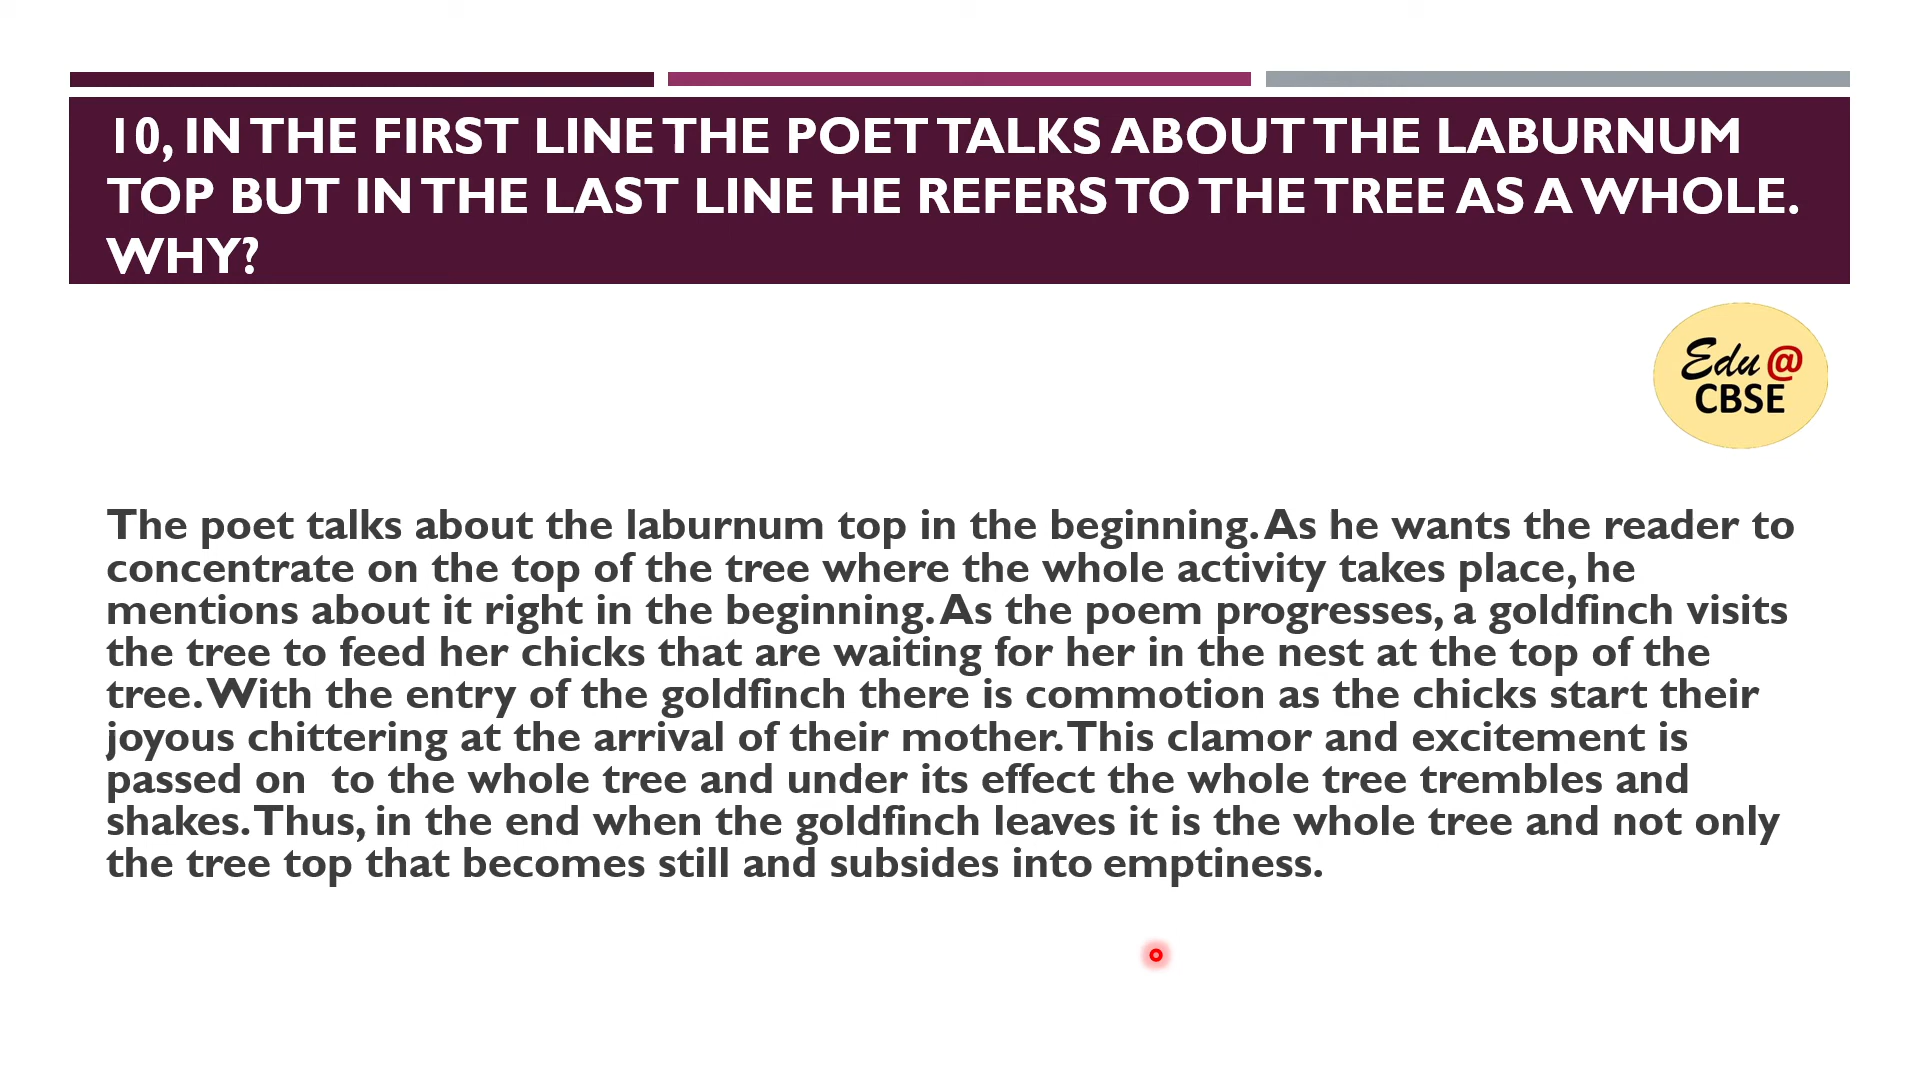 10, IN THE FIRST LINE THE POET TALKS ABOUT THE LABURNUM
TOP BUT IN THE LAST LINE HE REFERS TO THE TREE AS A WHOLE.
WHY?
Edu @
CBSE
The poet talks about the laburnum top in the beginning. As he wants the reader to
concentrate on the top of the tree where the whole activity takes place, he
mentions about it right in the beginning. As the poem progresses, a goldfinch visits
the tree to feed her chicks that are waiting for her in the nest at the top of the
tree. With the entry of the goldfinch there is commotion as the chicks start their
joyous chittering at the arrival of their mother. This clamor and excitement is
passed on  to the whole tree and under its effect the whole tree trembles and
shakes. Thus, in the end when the goldfinch leaves it is the whole tree and not only
the tree top that becomes still and subsides into emptiness.